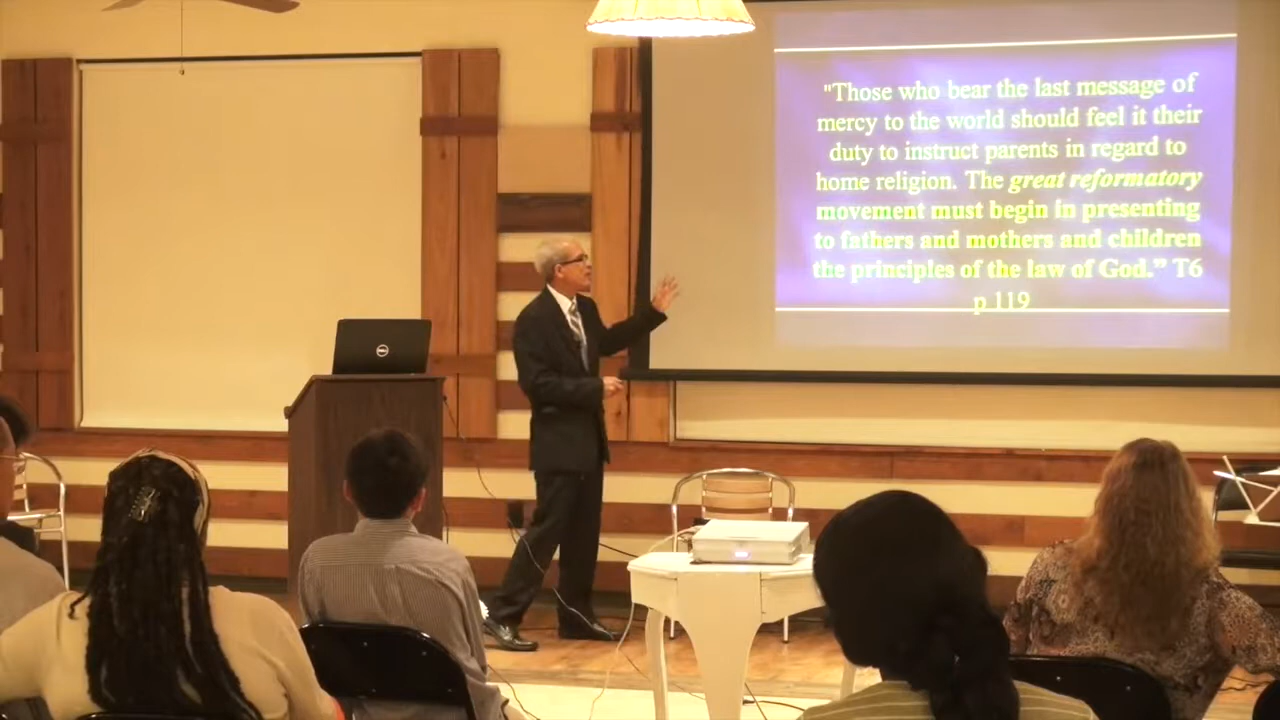 "Those who bear the last message of
mercy to the world should feel it their
duty to instruct parents in regard to
home religion. The great reformatory
movement must begin in presenting
to fathers and mothers and children
the principles of the law of God.” T6
p 119
DELL